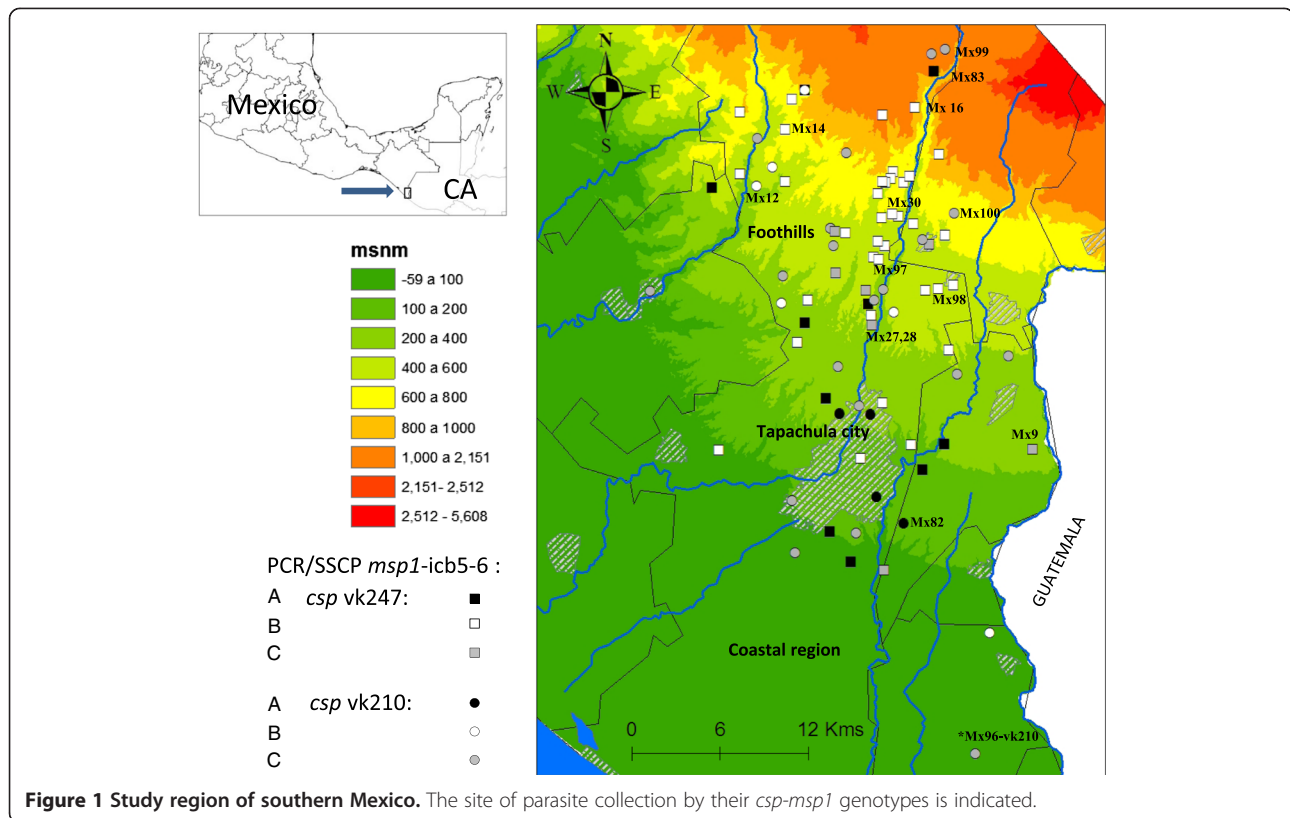 Mexico
CA
msnm
-59 a 100
100 a 200
200 a 400
400 a 600
600 a 800
800 a 1000
1,000 a 2,151
2,151- 2,512
2,512 - 5,608
PCR/SSCP msp1-icb5-6 :
A csp vk247:
B
C
A csp vk210:
B
C
N
W E
S
Mx99
Mx83
Mx 16
Mx14
Mx12
Mx30
Mx100
Foothills
Mx97
Mx98
Mx27,28
Tapachula city
Mx9
Mx82
GUATEMALA
Coastal region
0 6 12 Kms
*Mx96-vk210
Figure 1 Study region of southern Mexico. The site of parasite collection by their csp-msp1 genotypes is indicated.